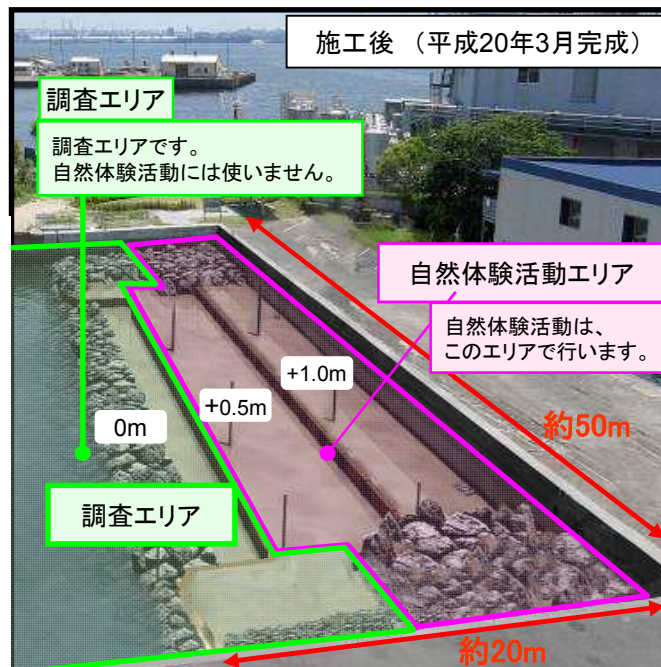 施工後 （平成20年3月完成）
調査エリア
調査エリアです。
自然体験活動には使いません。
自然体験活動エリア
自然体験活動は、
このエリアで行います。
+1.0m
+0.5m
0m
約50m
調査エリア
約20m